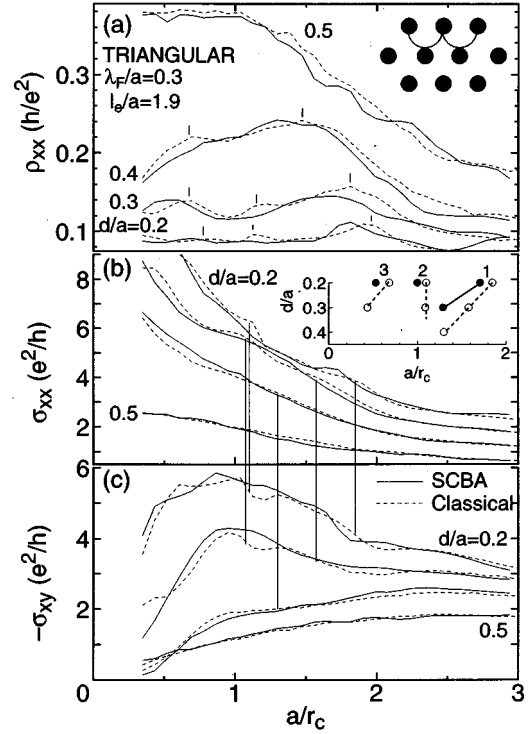 (a)
0.5
TRIANGULAR
λF/a=0.3
le/a=1.9
0.3
0.2
0.1
ρxx (h/e²)
0.4
0.3
d/a=0.2
(b)
d/a=0.2
8
6
4
2
σxx (e²/h)
0.5
3 2 1
0.2
0.3
0.4
d/a
0 1 2
a/rc
(c)
SCBA
Classical
d/a=0.2
6
4
2
0
−σxy (e²/h)
0.5
0 1 2 3
a/rc